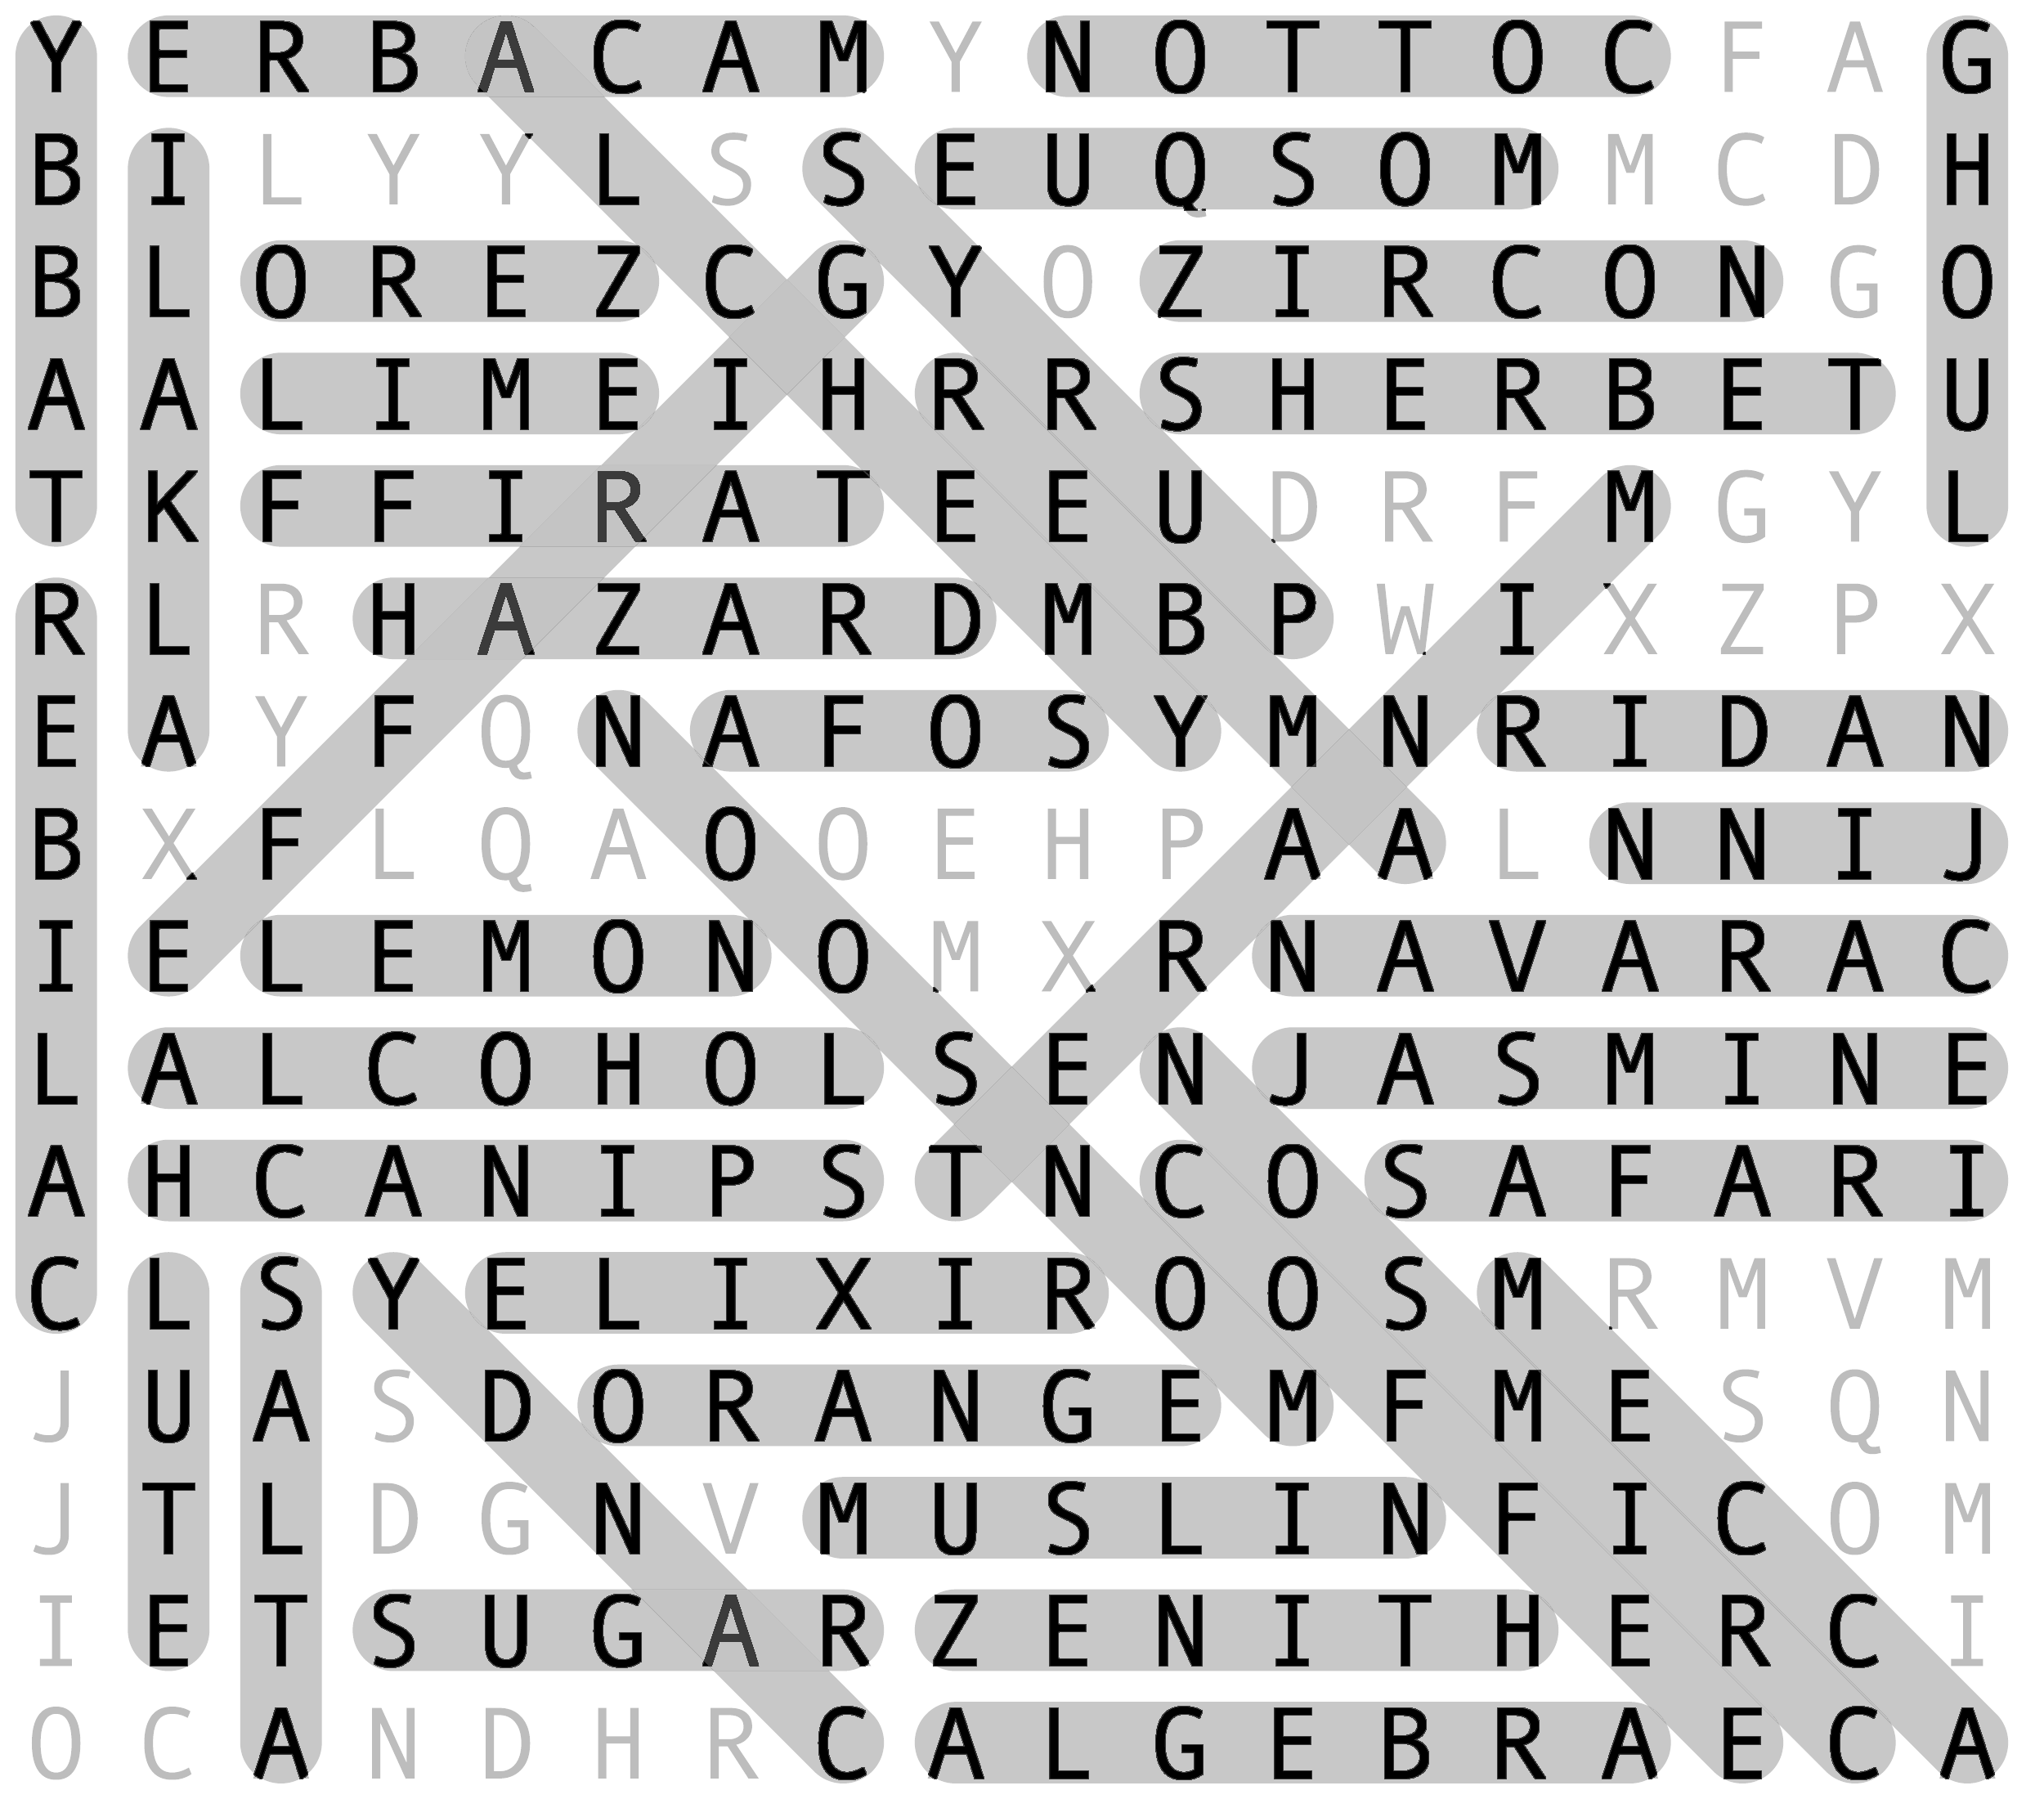 Y E R B A C A M Y N O T T O C F A G
B I L Y Y L S S E U Q S O M M C D H
B L O R E Z C G Y O Z I R C O N G O
A A L I M E I H R R S H E R B E T U
T K F F I R A T E E U D R F M G Y L
R L R H A Z A R D M B P W I X Z P X
E A Y F Q N A F O S Y M N R I D A N
B X F L Q A O O E H P A A L N N I J
I E L E M O N O M X R N A V A R A C
L A L C O H O L S E N J A S M I N E
A H C A N I P S T N C O S A F A R I
C L S Y E L I X I R O O S M R M V M
J U A S D O R A N G E M F M E S Q N
J T L D G N V M U S L I N F I C O M
I E T S U G A R Z E N I T H E R C I
O C A N D H R C A L G E B R A E C A